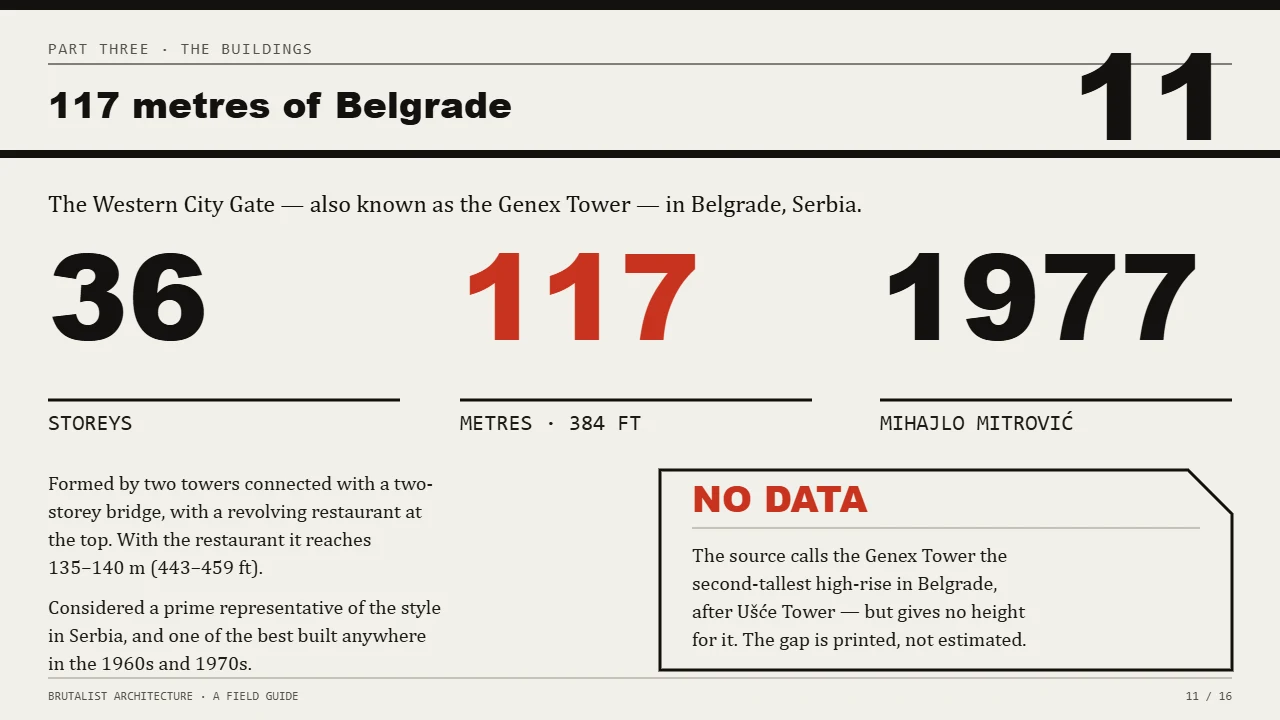 PART THREE · THE BUILDINGS
11
117 metres of Belgrade
The Western City Gate — also known as the Genex Tower — in Belgrade, Serbia.
36
STOREYS
117
METRES · 384 FT
1977
MIHAJLO MITROVIĆ
Formed by two towers connected with a two-
storey bridge, with a revolving restaurant at
the top. With the restaurant it reaches
135–140 m (443–459 ft).
Considered a prime representative of the style
in Serbia, and one of the best built anywhere
in the 1960s and 1970s.
NO DATA
The source calls the Genex Tower the
second-tallest high-rise in Belgrade,
after Ušće Tower — but gives no height
for it. The gap is printed, not estimated.
BRUTALIST ARCHITECTURE · A FIELD GUIDE
11 / 16